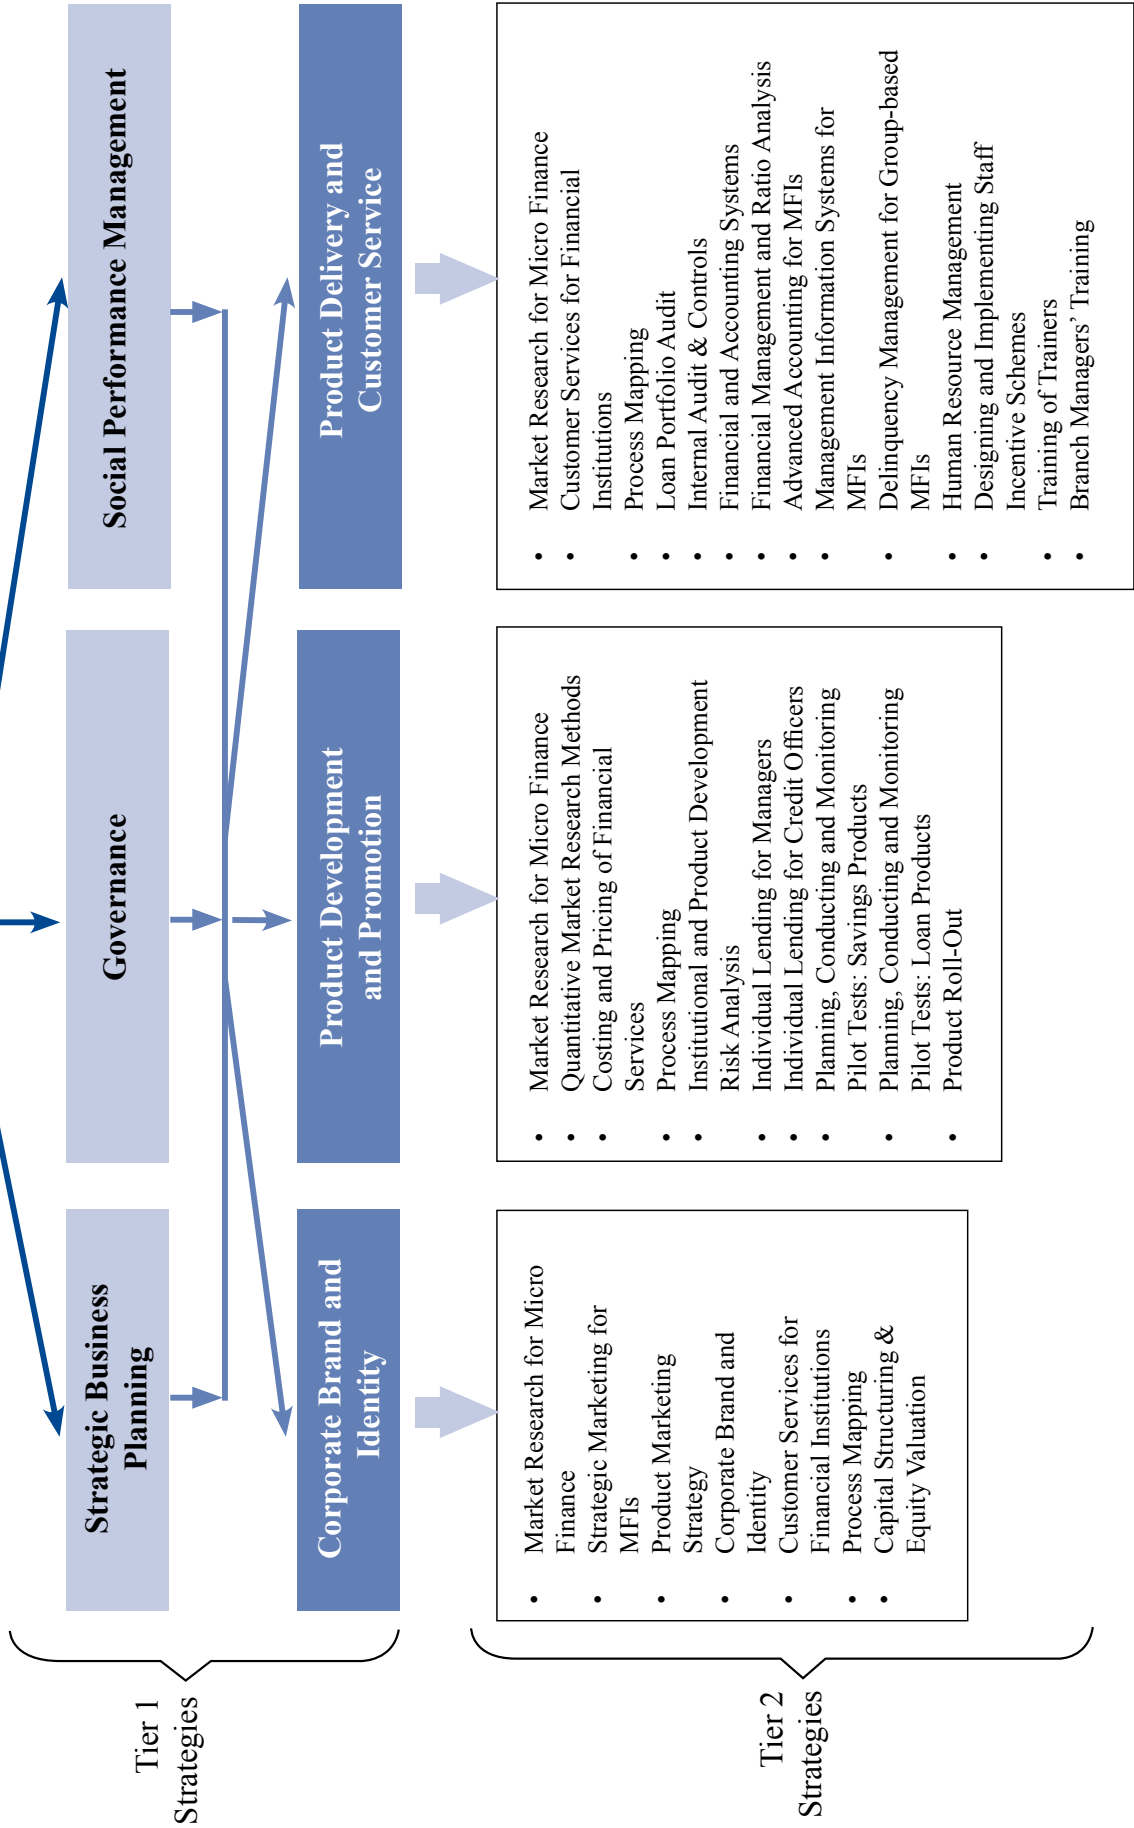 Tier 1
Strategies
Strategic Business
Planning
Governance
Social Performance Management
Corporate Brand and
Identity
Product Development
and Promotion
Product Delivery and
Customer Service
Tier 2
Strategies
• Market Research for Micro
Finance
• Strategic Marketing for
MFIs
• Product Marketing
Strategy
• Corporate Brand and
Identity
• Customer Services for
Financial Institutions
• Process Mapping
• Capital Structuring &
Equity Valuation
• Market Research for Micro Finance
• Quantitative Market Research Methods
• Costing and Pricing of Financial
Services
• Process Mapping
• Institutional and Product Development
Risk Analysis
• Individual Lending for Managers
• Individual Lending for Credit Officers
• Planning, Conducting and Monitoring
Pilot Tests: Savings Products
• Planning, Conducting and Monitoring
Pilot Tests: Loan Products
• Product Roll-Out
• Market Research for Micro Finance
• Customer Services for Financial
Institutions
• Process Mapping
• Loan Portfolio Audit
• Internal Audit & Controls
• Financial and Accounting Systems
• Financial Management and Ratio Analysis
• Advanced Accounting for MFIs
• Management Information Systems for
MFIs
• Delinquency Management for Group-based
MFIs
• Human Resource Management
• Designing and Implementing Staff
Incentive Schemes
• Training of Trainers
• Branch Managers’ Training